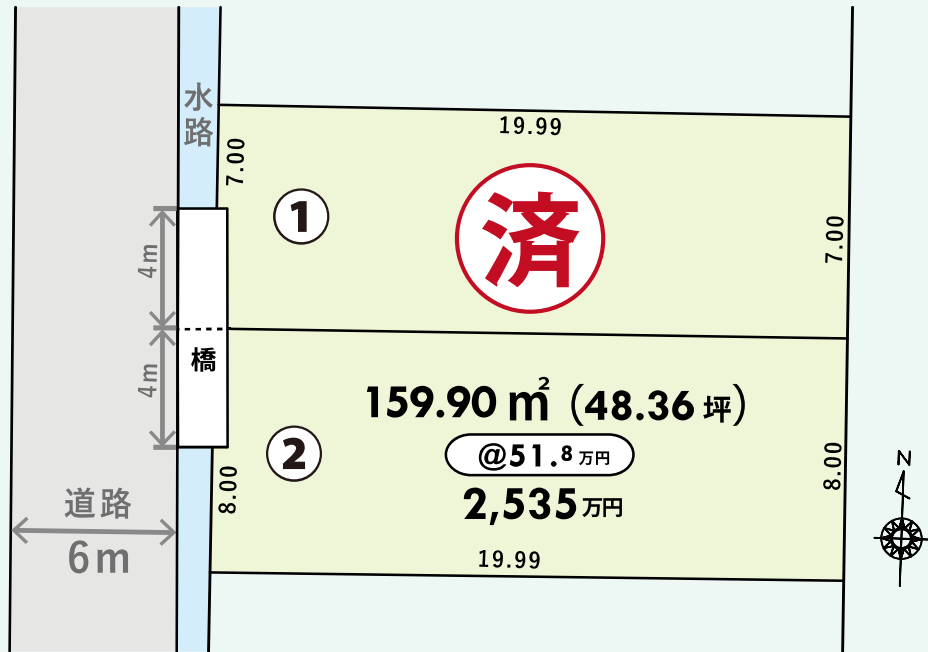 水路
19.99
7.00
①
済
7.00
4m
橋
4m
159.90㎡（48.36坪）
@51.8万円
2,535万円
②
8.00
8.00
道路
6m
19.99
N